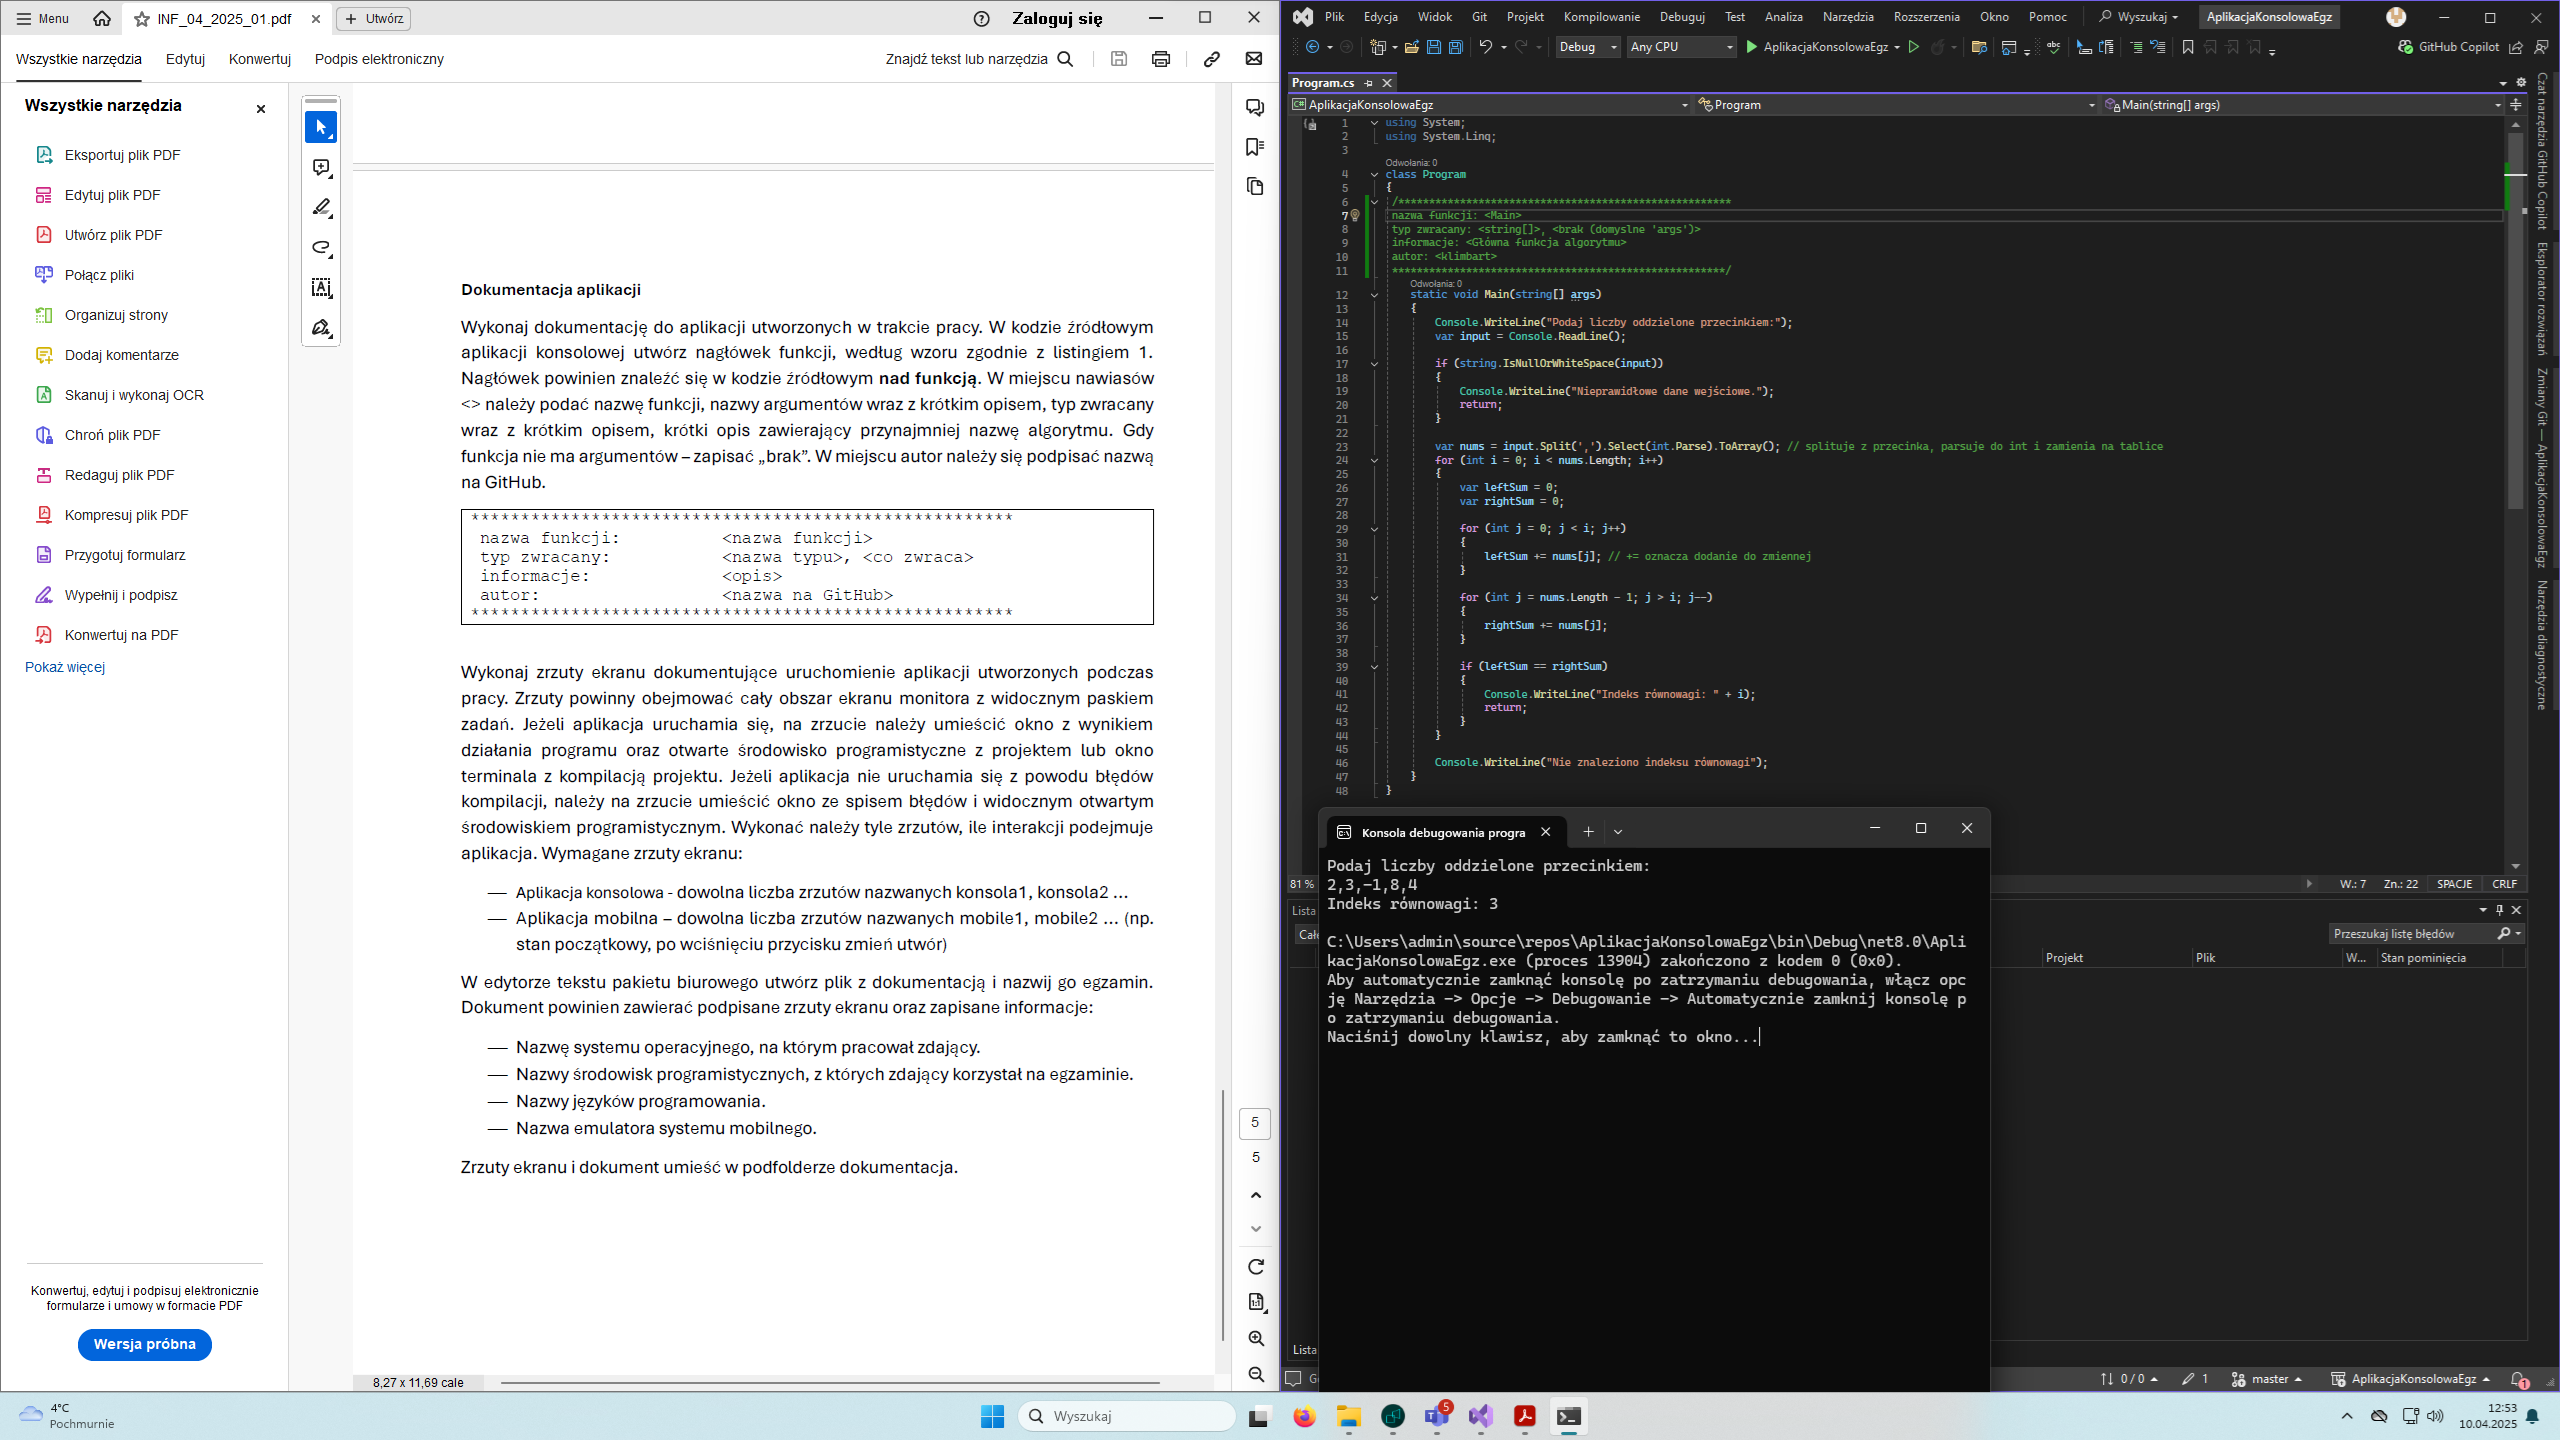 Menu
INF_04_2025_01.pdf
Utwórz
Zaloguj się
Wszystkie narzędzia
Edytuj
Konwertuj
Podpis elektroniczny
Znajdź tekst lub narzędzia
Wszystkie narzędzia
Eksportuj plik PDF
Edytuj plik PDF
Utwórz plik PDF
Połącz pliki
Organizuj strony
Dodaj komentarze
Skanuj i wykonaj OCR
Chroń plik PDF
Redaguj plik PDF
Kompresuj plik PDF
Przygotuj formularz
Wypełnij i podpisz
Konwertuj na PDF
Pokaż więcej
Konwertuj, edytuj i podpisuj elektronicznie
formularze i umowy w formacie PDF
Wersja próbna
Dokumentacja aplikacji
Wykonaj dokumentację do aplikacji utworzonych w trakcie pracy. W kodzie źródłowym
aplikacji konsolowej utwórz nagłówek funkcji, według wzoru zgodnie z listingiem 1.
Nagłówek powinien znaleźć się w kodzie źródłowym nad funkcją. W miejscu nawiasów
<> należy podać nazwę funkcji, nazwy argumentów wraz z krótkim opisem, typ zwracany
wraz z krótkim opisem, krótki opis zawierający przynajmniej nazwę algorytmu. Gdy
funkcja nie ma argumentów – zapisać „brak”. W miejscu autor należy się podpisać nazwą
na GitHub.
******************************************************
nazwa funkcji: <nazwa funkcji>
typ zwracany: <nazwa typu>, <co zwraca>
informacje: <opis>
autor: <nazwa na GitHub>
******************************************************
Wykonaj zrzuty ekranu dokumentujące uruchomienie aplikacji utworzonych podczas
pracy. Zrzuty powinny obejmować cały obszar ekranu monitora z widocznym paskiem
zadań. Jeżeli aplikacja uruchamia się, na zrzucie należy umieścić okno z wynikiem
działania programu oraz otwarte środowisko programistyczne z projektem lub okno
terminala z kompilacją projektu. Jeżeli aplikacja nie uruchamia się z powodu błędów
kompilacji, należy na zrzucie umieścić okno ze spisem błędów i widocznym otwartym
środowiskiem programistycznym. Wykonać należy tyle zrzutów, ile interakcji podejmuje
aplikacja. Wymagane zrzuty ekranu:
— Aplikacja konsolowa - dowolna liczba zrzutów nazwanych konsola1, konsola2 ...
— Aplikacja mobilna – dowolna liczba zrzutów nazwanych mobile1, mobile2 ... (np.
stan początkowy, po wciśnięciu przycisku zmień utwór)
W edytorze tekstu pakietu biurowego utwórz plik z dokumentacją i nazwij go egzamin.
Dokument powinien zawierać podpisane zrzuty ekranu oraz zapisane informacje:
— Nazwę systemu operacyjnego, na którym pracował zdający.
— Nazwy środowisk programistycznych, z których zdający korzystał na egzaminie.
— Nazwy języków programowania.
— Nazwa emulatora systemu mobilnego.
Zrzuty ekranu i dokument umieść w podfolderze dokumentacja.
8,27 x 11,69 cale
5
5
Plik Edycja Widok Git Projekt Kompilowanie Debuguj Test Analiza Narzędzia Rozszerzenia Okno Pomoc Wyszukaj AplikacjaKonsolowaEgz
Debug Any CPU AplikacjaKonsolowaEgz GitHub Copilot
Program.cs
AplikacjaKonsolowaEgz Program Main(string[] args)
1 using System;
2 using System.Linq;
3
Odwołania: 0
4 class Program
5 {
6 /******************************************************
7 nazwa funkcji: <Main>
8 typ zwracany: <string[]>, <brak (domyslne 'args')>
9 informacje: <Główna funkcja algorytmu>
10 autor: <klimbart>
11 ******************************************************/
Odwołania: 0
12 static void Main(string[] args)
13 {
14 Console.WriteLine("Podaj liczby oddzielone przecinkiem:");
15 var input = Console.ReadLine();
16
17 if (string.IsNullOrWhiteSpace(input))
18 {
19 Console.WriteLine("Nieprawidłowe dane wejściowe.");
20 return;
21 }
22
23 var nums = input.Split(',').Select(int.Parse).ToArray(); // splituje z przecinka, parsuje do int i zamienia na tablice
24 for (int i = 0; i < nums.Length; i++)
25 {
26 var leftSum = 0;
27 var rightSum = 0;
28
29 for (int j = 0; j < i; j++)
30 {
31 leftSum += nums[j]; // += oznacza dodanie do zmiennej
32 }
33
34 for (int j = nums.Length - 1; j > i; j--)
35 {
36 rightSum += nums[j];
37 }
38
39 if (leftSum == rightSum)
40 {
41 Console.WriteLine("Indeks równowagi: " + i);
42 return;
43 }
44 }
45
46 Console.WriteLine("Nie znaleziono indeksu równowagi");
47 }
48 }
Czat narzędzia GitHub Copilot
Eksplorator rozwiązań
Zmiany Git — AplikacjaKonsolowaEgz
Narzędzia diagnostyczne
81 % W.: 7 Zn.: 22 SPACJE CRLF
Lista
Całe
Przeszukaj listę błędów
Projekt Plik W... Stan pominięcia
Konsola debugowania progra
Podaj liczby oddzielone przecinkiem:
2,3,-1,8,4
Indeks równowagi: 3
C:\Users\admin\source\repos\AplikacjaKonsolowaEgz\bin\Debug\net8.0\Apli
kacjaKonsolowaEgz.exe (proces 13904) zakończono z kodem 0 (0x0).
Aby automatycznie zamknąć konsolę po zatrzymaniu debugowania, włącz opc
ję Narzędzia -> Opcje -> Debugowanie -> Automatycznie zamknij konsolę p
o zatrzymaniu debugowania.
Naciśnij dowolny klawisz, aby zamknąć to okno...
Lista
0 / 0 1 master AplikacjaKonsolowaEgz 1
4°C
Pochmurnie
Wyszukaj
5
12:53
10.04.2025